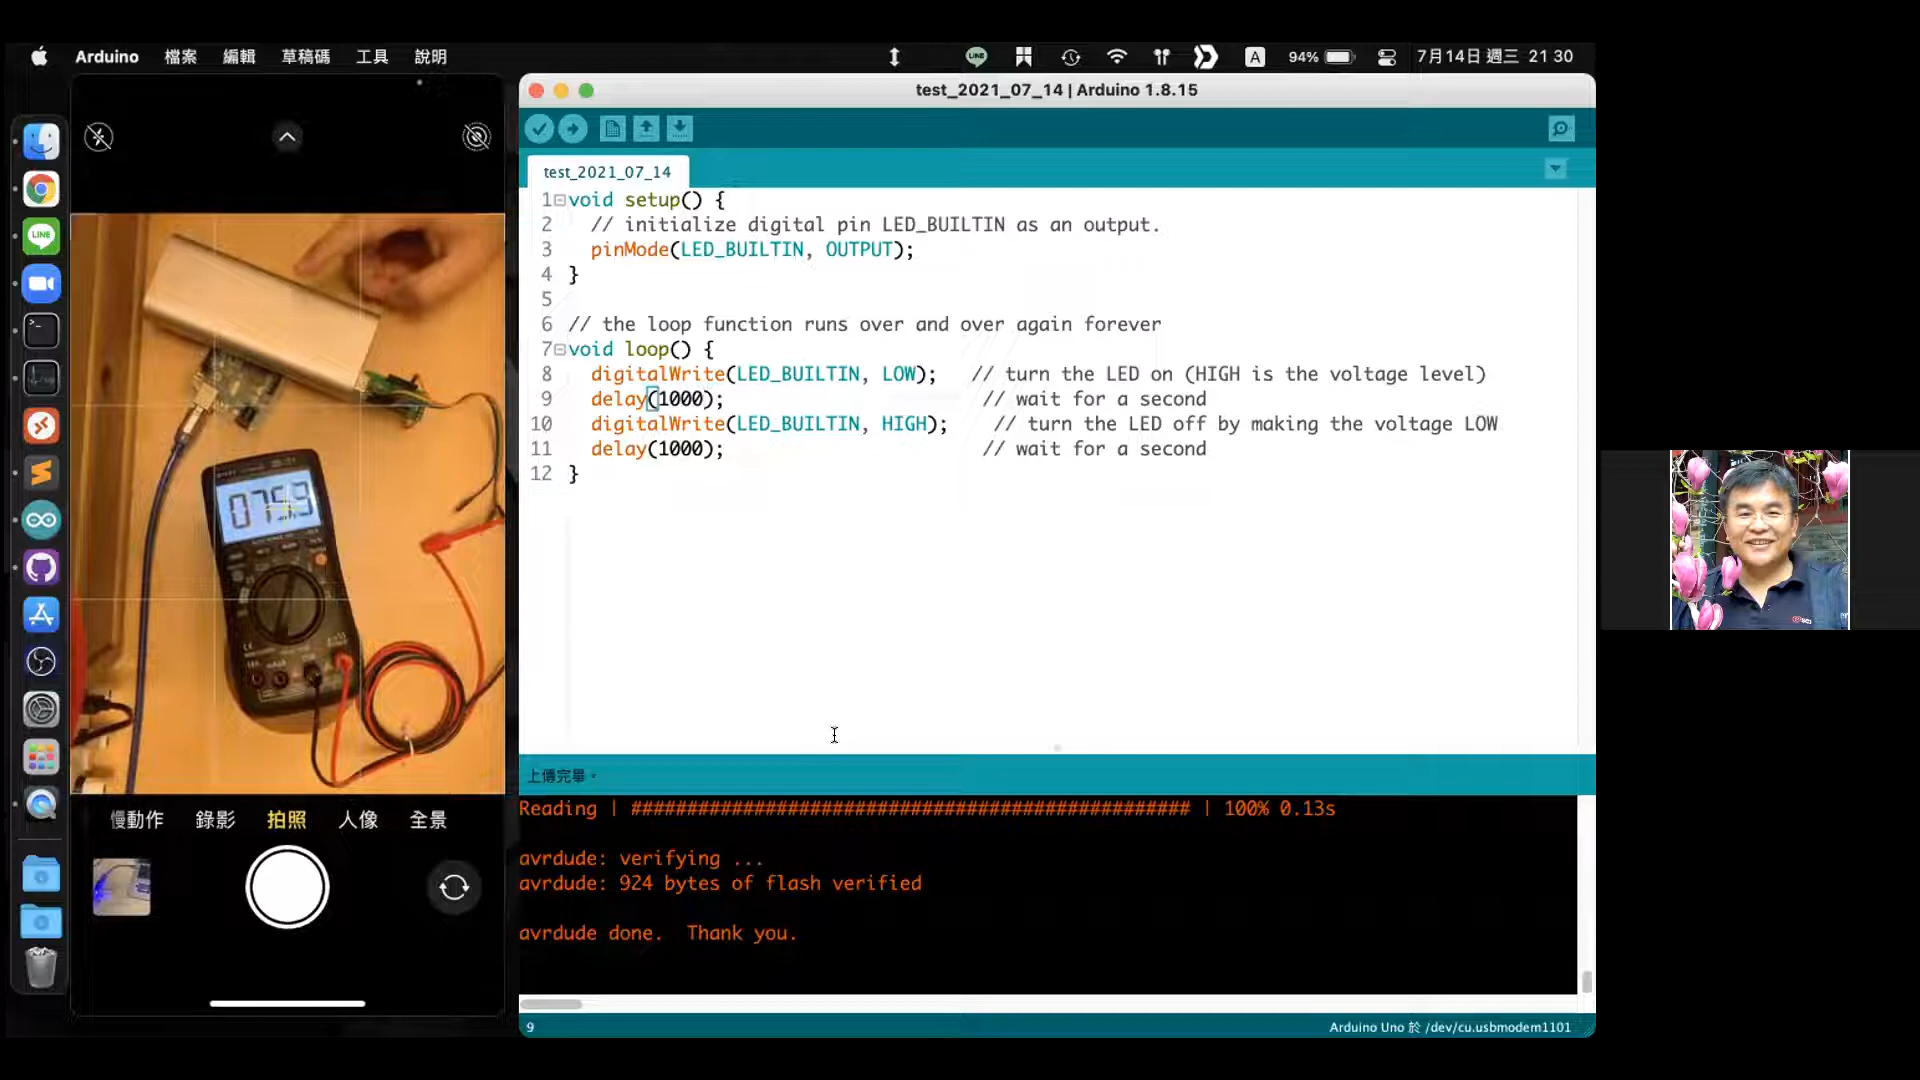 Arduino 檔案 編輯 草稿碼 工具 說明
LINE A 94% 7月14日 週三 21 30
test_2021_07_14 | Arduino 1.8.15
test_2021_07_14
1 void setup() {
2 // initialize digital pin LED_BUILTIN as an output.
3 pinMode(LED_BUILTIN, OUTPUT);
4 }
5
6 // the loop function runs over and over again forever
7 void loop() {
8 digitalWrite(LED_BUILTIN, LOW); // turn the LED on (HIGH is the voltage level)
9 delay(1000); // wait for a second
10 digitalWrite(LED_BUILTIN, HIGH); // turn the LED off by making the voltage LOW
11 delay(1000); // wait for a second
12 }
LINE
慢動作 錄影 拍照 人像 全景
上傳完畢。
Reading | ################################################## | 100% 0.13s
avrdude: verifying ...
avrdude: 924 bytes of flash verified
avrdude done. Thank you.
9
Arduino Uno 於 /dev/cu.usbmodem1101